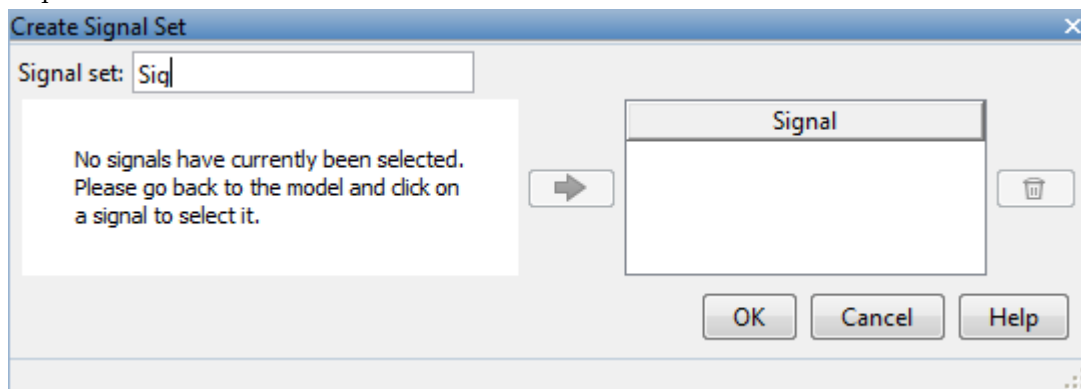 Create Signal Set
Signal set: Sig
Signal
No signals have currently been selected.
Please go back to the model and click on
a signal to select it.
OK Cancel Help